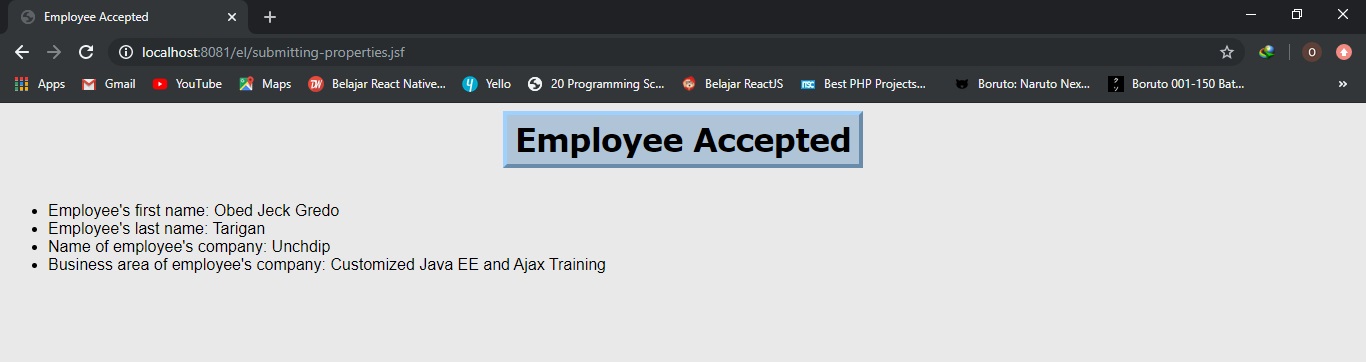 Employee Accepted
localhost:8081/el/submitting-properties.jsf
O
Apps Gmail YouTube Maps Belajar React Native... Yello 20 Programming Sc... Belajar ReactJS Best PHP Projects... Boruto: Naruto Nex... Boruto 001-150 Bat... »
Employee Accepted
• Employee's first name: Obed Jeck Gredo
• Employee's last name: Tarigan
• Name of employee's company: Unchdip
• Business area of employee's company: Customized Java EE and Ajax Training